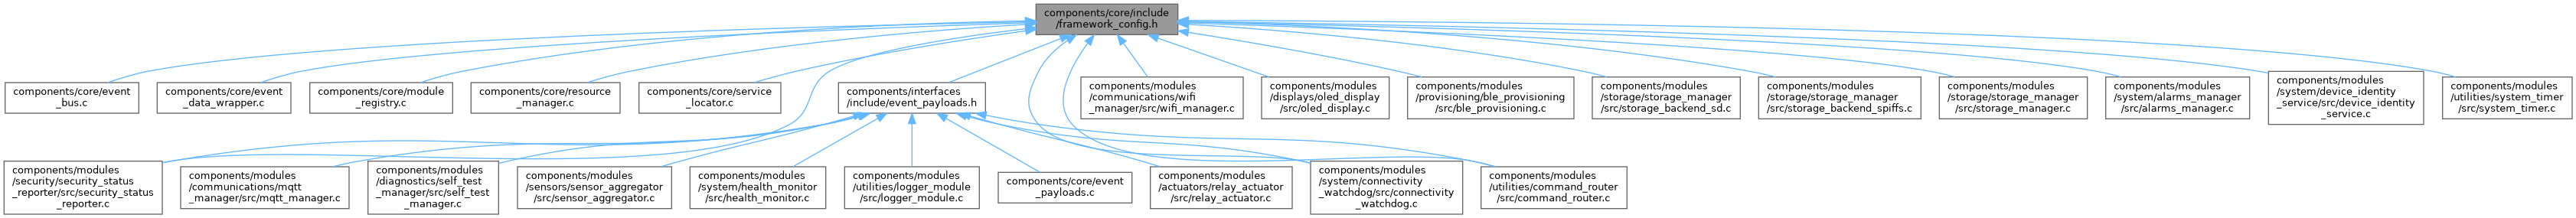 components/core/include
/framework_config.h
components/core/event
_bus.c
components/core/event
_data_wrapper.c
components/core/module
_registry.c
components/core/resource
_manager.c
components/core/service
_locator.c
components/interfaces
/include/event_payloads.h
components/modules
/communications/wifi
_manager/src/wifi_manager.c
components/modules
/displays/oled_display
/src/oled_display.c
components/modules
/provisioning/ble_provisioning
/src/ble_provisioning.c
components/modules
/storage/storage_manager
/src/storage_backend_sd.c
components/modules
/storage/storage_manager
/src/storage_backend_spiffs.c
components/modules
/storage/storage_manager
/src/storage_manager.c
components/modules
/system/alarms_manager
/src/alarms_manager.c
components/modules
/system/device_identity
_service/src/device_identity
_service.c
components/modules
/utilities/system_timer
/src/system_timer.c
components/modules
/security/security_status
_reporter/src/security_status
_reporter.c
components/modules
/communications/mqtt
_manager/src/mqtt_manager.c
components/modules
/diagnostics/self_test
_manager/src/self_test
_manager.c
components/modules
/sensors/sensor_aggregator
/src/sensor_aggregator.c
components/modules
/system/health_monitor
/src/health_monitor.c
components/modules
/utilities/logger_module
/src/logger_module.c
components/core/event
_payloads.c
components/modules
/actuators/relay_actuator
/src/relay_actuator.c
components/modules
/system/connectivity
_watchdog/src/connectivity
_watchdog.c
components/modules
/utilities/command_router
/src/command_router.c